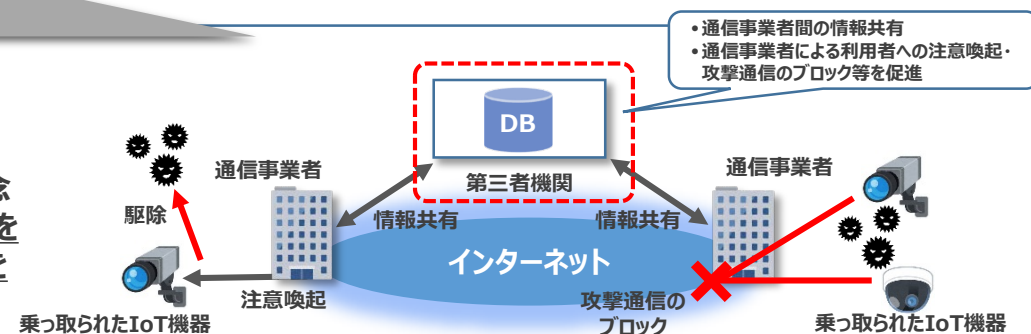 •通信事業者間の情報共有
•通信事業者による利用者への注意喚起・
攻撃通信のブロック等を促進
DB
第三者機関
通信事業者
通信事業者
駆除
情報共有
情報共有
インターネット
注意喚起
攻撃通信の
ブロック
乗っ取られたIoT機器
乗っ取られたIoT機器
念
を